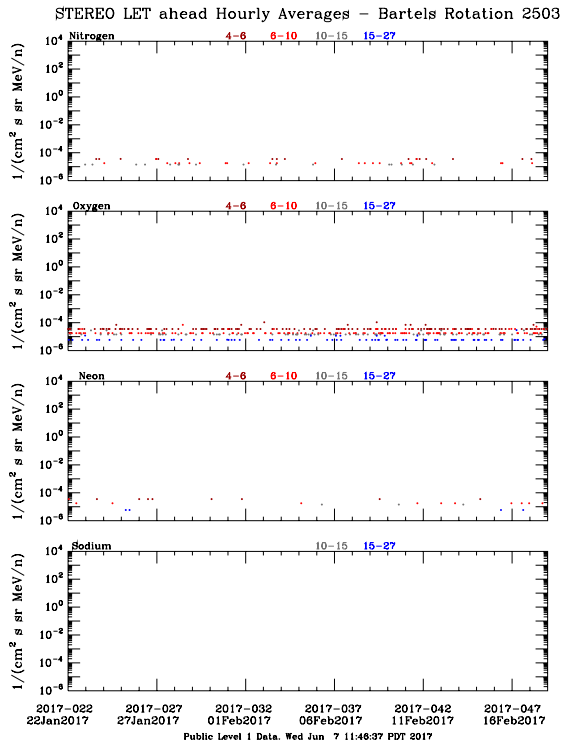 STEREO LET ahead Hourly Averages - Bartels Rotation 2503
Nitrogen 4-6 6-10 10-15 15-27
10^4
10^2
10^0
10^-2
10^-4
10^-6
1/(cm^2 s sr MeV/n)
Oxygen 4-6 6-10 10-15 15-27
10^4
10^2
10^0
10^-2
10^-4
10^-6
1/(cm^2 s sr MeV/n)
Neon 4-6 6-10 10-15 15-27
10^4
10^2
10^0
10^-2
10^-4
10^-6
1/(cm^2 s sr MeV/n)
Sodium 10-15 15-27
10^4
10^2
10^0
10^-2
10^-4
10^-6
1/(cm^2 s sr MeV/n)
2017-022 2017-027 2017-032 2017-037 2017-042 2017-047
22Jan2017 27Jan2017 01Feb2017 06Feb2017 11Feb2017 16Feb2017
Public Level 1 Data, Wed Jun 7 11:46:37 PDT 2017